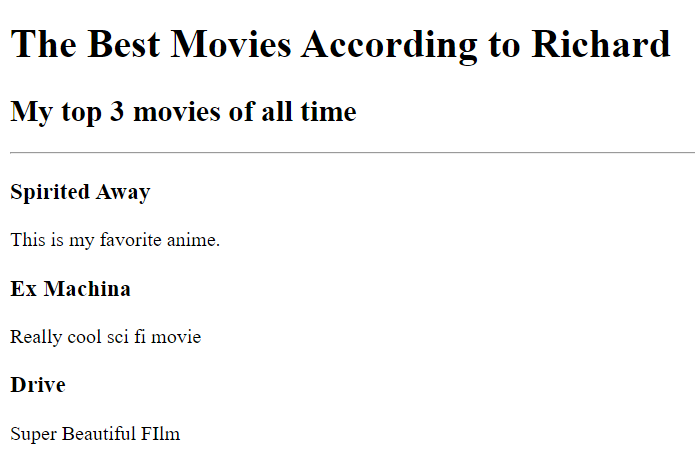 The Best Movies According to Richard
My top 3 movies of all time
Spirited Away
This is my favorite anime.
Ex Machina
Really cool sci fi movie
Drive
Super Beautiful FIlm